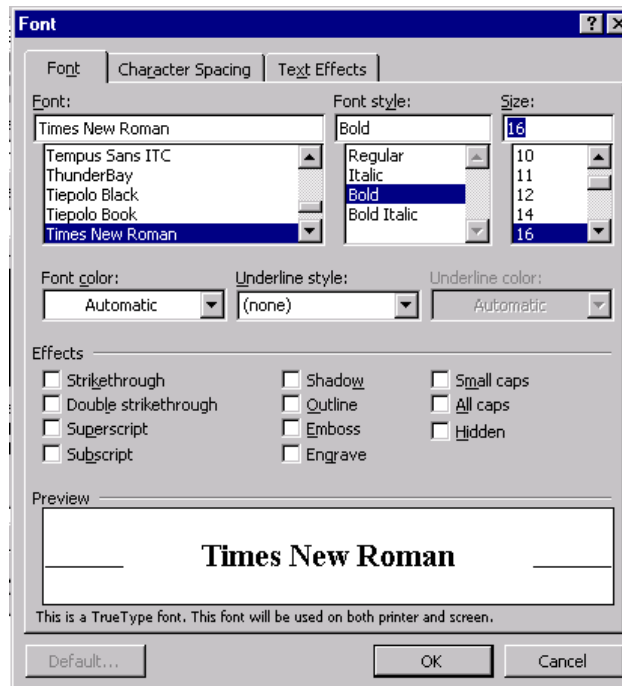 Font
Font Character Spacing Text Effects
Font: Font style: Size:
Times New Roman Bold 16
Tempus Sans ITC Regular 10
ThunderBay Italic 11
Tiepolo Black Bold 12
Tiepolo Book Bold Italic 14
Times New Roman 16
Font color: Underline style: Underline color:
Automatic (none) Automatic
Effects
Strikethrough Shadow Small caps
Double strikethrough Outline All caps
Superscript Emboss Hidden
Subscript Engrave
Preview
Times New Roman
This is a TrueType font. This font will be used on both printer and screen.
Default... OK Cancel